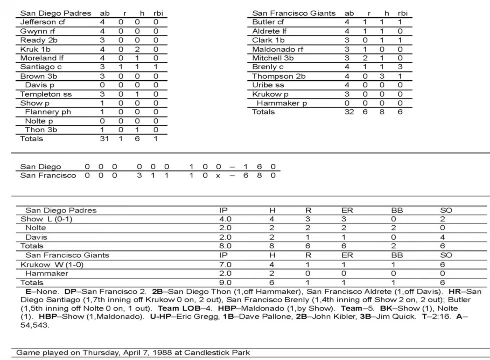 San Diego Padres ab r h rbi
Jefferson cf 4 0 0 0
Gwynn rf 4 0 0 0
Ready 2b 3 0 0 0
Kruk 1b 4 0 2 0
Moreland lf 4 0 1 0
Santiago c 3 1 1 1
Brown 3b 3 0 0 0
Davis p 0 0 0 0
Templeton ss 3 0 1 0
Show p 1 0 0 0
Flannery ph 1 0 0 0
Nolte p 0 0 0 0
Thon 3b 1 0 1 0
Totals 31 1 6 1
San Francisco Giants ab r h rbi
Butler cf 4 1 1 1
Aldrete lf 4 1 1 0
Clark 1b 3 0 1 1
Maldonado rf 3 1 0 0
Mitchell 3b 3 2 1 0
Brenly c 4 1 1 3
Thompson 2b 4 0 3 1
Uribe ss 4 0 0 0
Krukow p 3 0 0 0
Hammaker p 0 0 0 0
Totals 32 6 8 6
San Diego 0 0 0 0 0 0 1 0 0 – 1 6 0
San Francisco 0 0 0 3 1 1 1 0 x – 6 8 0
San Diego Padres IP H R ER BB SO
Show L (0-1) 4.0 4 3 3 0 2
Nolte 2.0 2 2 2 2 0
Davis 2.0 2 1 1 0 4
Totals 8.0 8 6 6 2 6
San Francisco Giants IP H R ER BB SO
Krukow W (1-0) 7.0 4 1 1 1 6
Hammaker 2.0 2 0 0 0 0
Totals 9.0 6 1 1 1 6
E–None. DP–San Francisco 2. 2B–San Diego Thon (1,off Hammaker), San Francisco Aldrete (1,off Davis). HR–San
Diego Santiago (1,7th inning off Krukow 0 on, 2 out), San Francisco Brenly (1,4th inning off Show 2 on, 2 out); Butler
(1,5th inning off Nolte 0 on, 1 out). Team LOB–4. HBP–Maldonado (1,by Show). Team–5. BK–Show (1), Nolte
(1). HBP–Show (1,Maldonado). U-HP–Eric Gregg, 1B–Dave Pallone, 2B–John Kibler, 3B–Jim Quick. T–2:16. A–
54,543.
Game played on Thursday, April 7, 1988 at Candlestick Park